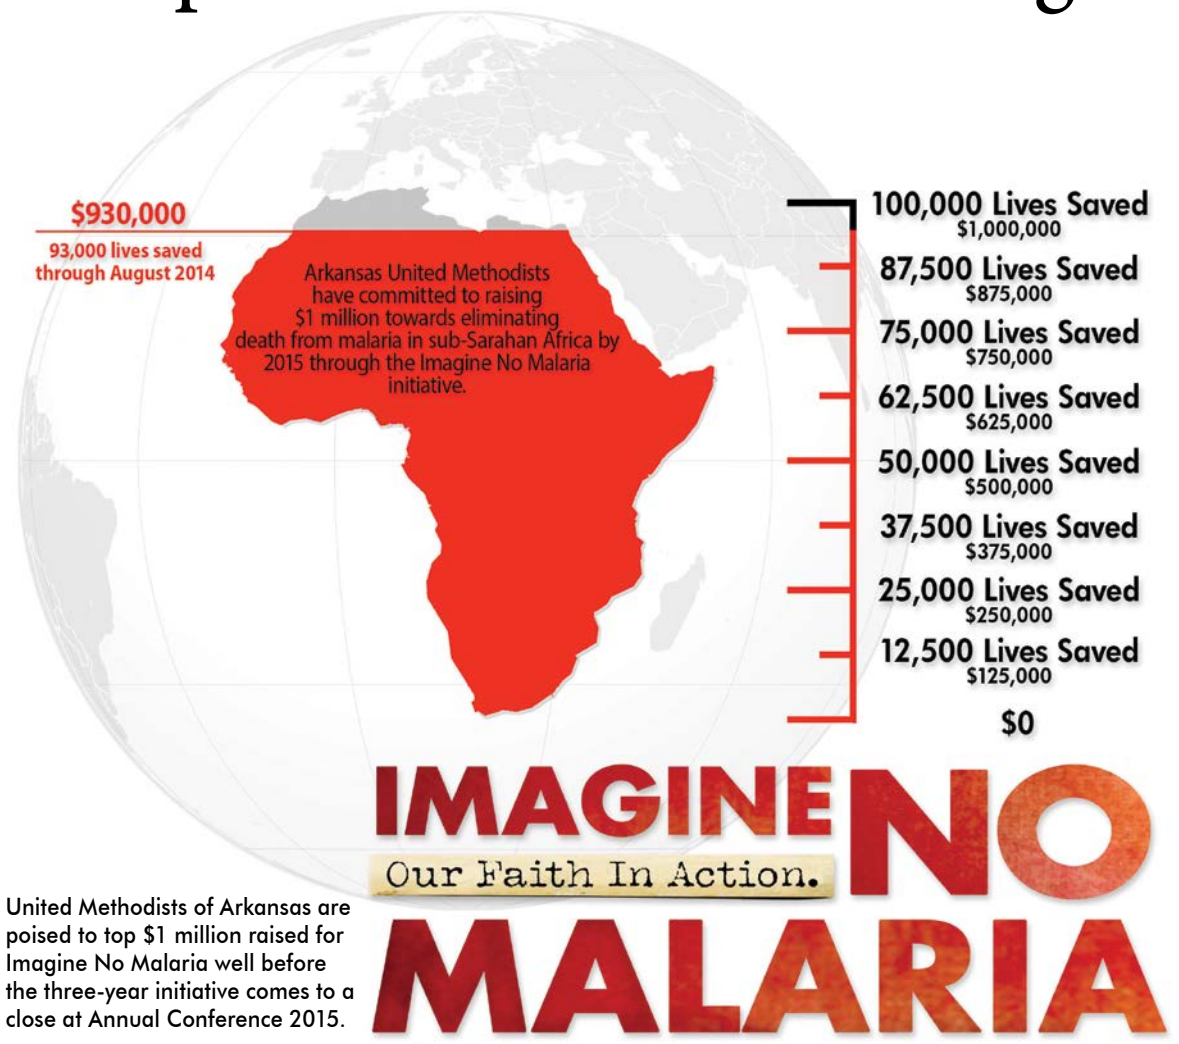 $930,000
93,000 lives saved
through August 2014
Arkansas United Methodists
have committed to raising
$1 million towards eliminating
death from malaria in sub-Sarahan Africa by
2015 through the Imagine No Malaria
initiative.
100,000 Lives Saved
$1,000,000
87,500 Lives Saved
$875,000
75,000 Lives Saved
$750,000
62,500 Lives Saved
$625,000
50,000 Lives Saved
$500,000
37,500 Lives Saved
$375,000
25,000 Lives Saved
$250,000
12,500 Lives Saved
$125,000
$0
IMAGINE NO
Our Faith In Action.
MALARIA
United Methodists of Arkansas are
poised to top $1 million raised for
Imagine No Malaria well before
the three-year initiative comes to a
close at Annual Conference 2015.